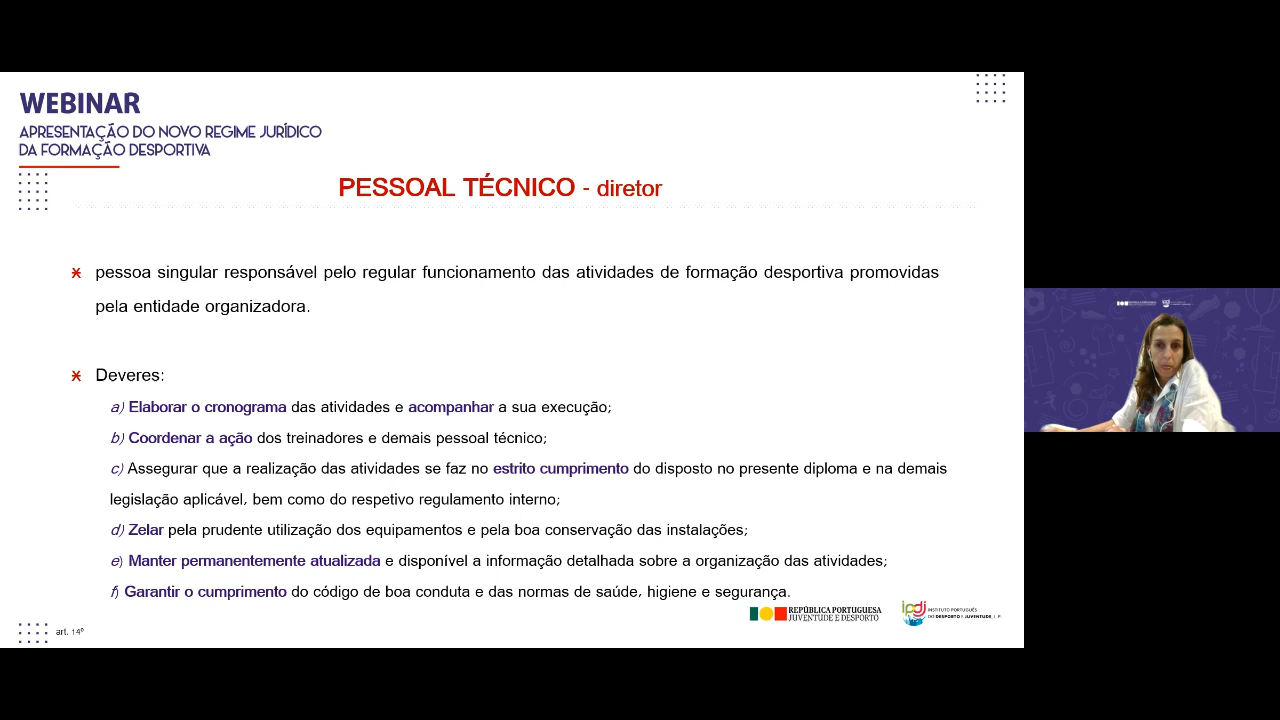 WEBINAR
APRESENTAÇÃO DO NOVO REGIME JURÍDICO
DA FORMAÇÃO DESPORTIVA
PESSOAL TÉCNICO - diretor
pessoa singular responsável pelo regular funcionamento das atividades de formação desportiva promovidas
pela entidade organizadora.
Deveres:
a) Elaborar o cronograma das atividades e acompanhar a sua execução;
b) Coordenar a ação dos treinadores e demais pessoal técnico;
c) Assegurar que a realização das atividades se faz no estrito cumprimento do disposto no presente diploma e na demais
legislação aplicável, bem como do respetivo regulamento interno;
d) Zelar pela prudente utilização dos equipamentos e pela boa conservação das instalações;
e) Manter permanentemente atualizada e disponível a informação detalhada sobre a organização das atividades;
f) Garantir o cumprimento do código de boa conduta e das normas de saúde, higiene e segurança.
REPÚBLICA PORTUGUESA
JUVENTUDE E DESPORTO
ipdj
INSTITUTO PORTUGUÊS
DO DESPORTO E JUVENTUDE, I. P.
art. 14º